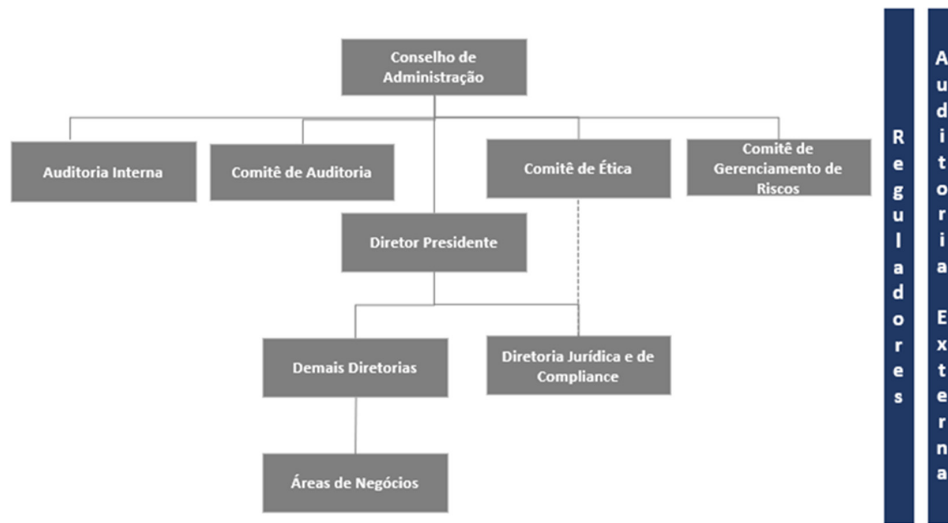 Conselho de
Administração
Auditoria Interna
Comitê de Auditoria
Comitê de Ética
Comitê de
Gerenciamento de
Riscos
Diretor Presidente
Demais Diretorias
Diretoria Jurídica e de
Compliance
Áreas de Negócios
Reguladores
Auditoria Externa